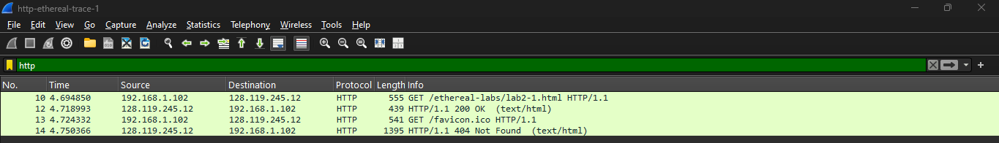 http-ethereal-trace-1
File Edit View Go Capture Analyze Statistics Telephony Wireless Tools Help
http
No. Time Source Destination Protocol Length Info
10 4.694850 192.168.1.102 128.119.245.12 HTTP 555 GET /ethereal-labs/lab2-1.html HTTP/1.1
12 4.718993 128.119.245.12 192.168.1.102 HTTP 439 HTTP/1.1 200 OK (text/html)
13 4.724332 192.168.1.102 128.119.245.12 HTTP 541 GET /favicon.ico HTTP/1.1
14 4.750366 128.119.245.12 192.168.1.102 HTTP 1395 HTTP/1.1 404 Not Found (text/html)